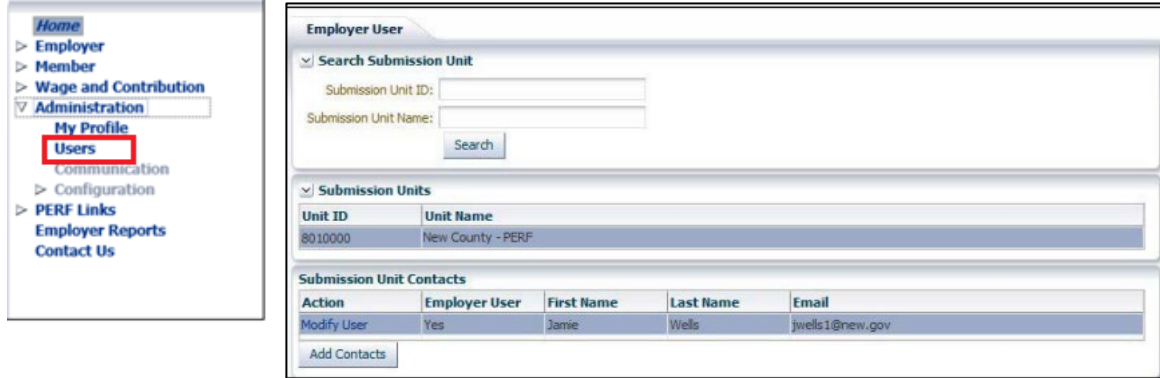 Home
Employer
Member
Wage and Contribution
Administration
My Profile
Users
Communication
Configuration
PERF Links
Employer Reports
Contact Us
Employer User
Search Submission Unit
Submission Unit ID:
Submission Unit Name:
Search
Submission Units
Unit ID Unit Name
8010000 New County - PERF
Submission Unit Contacts
Action Employer User First Name Last Name Email
Modify User Yes Jamie Wells jwells1@new.gov
Add Contacts